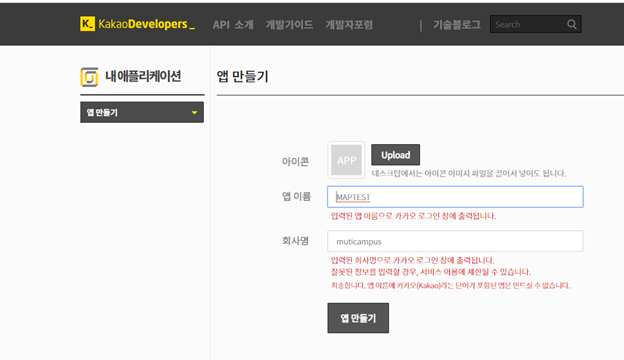 K_ KakaoDevelopers_ API 소개 개발가이드 개발자포럼 | 기술블로그 Search
내 애플리케이션
앱 만들기
앱 만들기
아이콘 APP Upload
데스크탑에서는 아이콘 이미지 파일을 끌어서 넣어도 됩니다.
앱 이름 MAPTEST
입력된 앱 이름으로 카카오 로그인 창에 출력됩니다.
회사명 muticampus
입력된 회사명으로 카카오 로그인 창에 출력됩니다.
잘못된 정보를 입력할 경우, 서비스 이용에 제한될 수 있습니다.
죄송합니다. 앱 이름에 카카오(Kakao)라는 단어가 포함된 앱은 만드실 수 없습니다.
앱 만들기